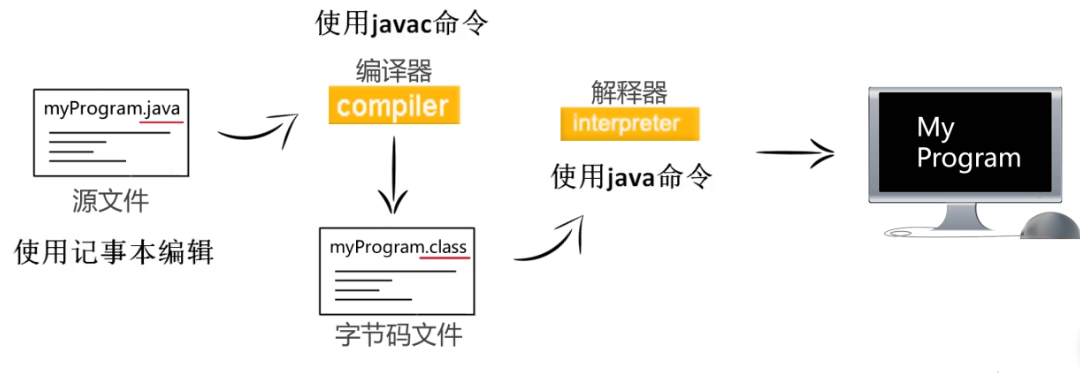 使用javac命令
编译器
compiler
myProgram.java
源文件
使用记事本编辑
myProgram.class
字节码文件
解释器
interpreter
使用java命令
My
Program